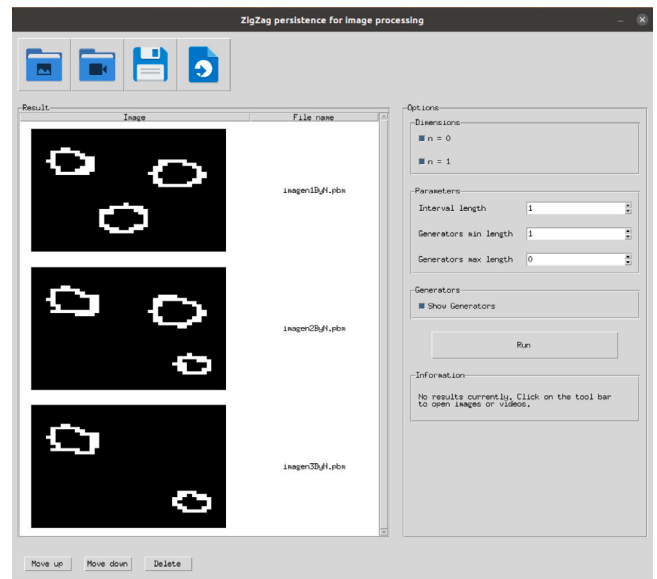 ZigZag persistence for image processing
Result
Image File name
imagen1ByN.pbm
imagen2ByN.pbm
imagen3ByN.pbm
Move up Move down Delete
Options
Dimensions
n = 0
n = 1
Parameters
Interval length 1
Generators min length 1
Generators max length 0
Generators
Show Generators
Run
Information
No results currently. Click on the tool bar
to open images or videos.